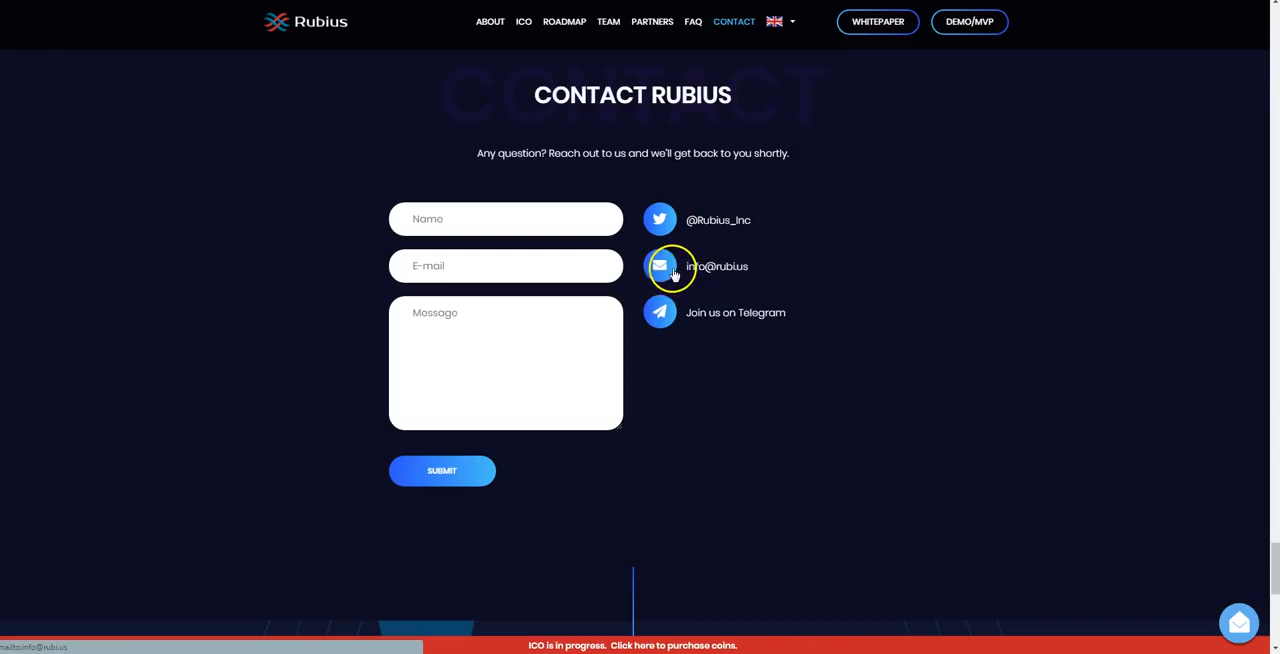 Rubius
ABOUT ICO ROADMAP TEAM PARTNERS FAQ CONTACT WHITEPAPER DEMO/MVP
CONTACT
CONTACT RUBIUS
Any question? Reach out to us and we'll get back to you shortly.
Name
@Rubius_Inc
E-mail
info@rubi.us
Message
Join us on Telegram
SUBMIT
ICO is in progress. Click here to purchase coins.
mailto:info@rubi.us